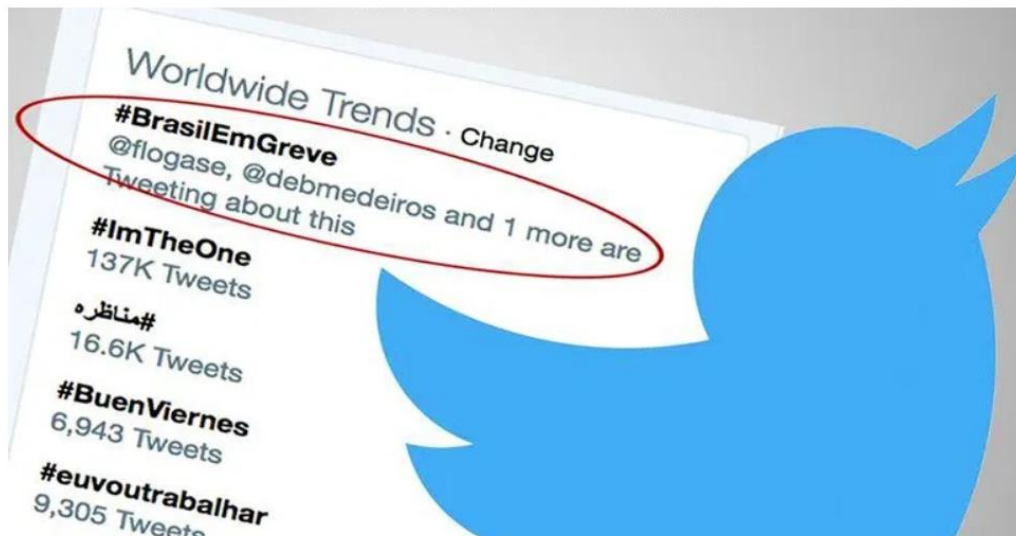 Worldwide Trends · Change
#BrasilEmGreve
@flogase, @debmedeiros and 1 more are
Tweeting about this
#ImTheOne
137K Tweets
#مناظره
16.6K Tweets
#BuenViernes
6,943 Tweets
#euvoutrabalhar
9,305 Tweets